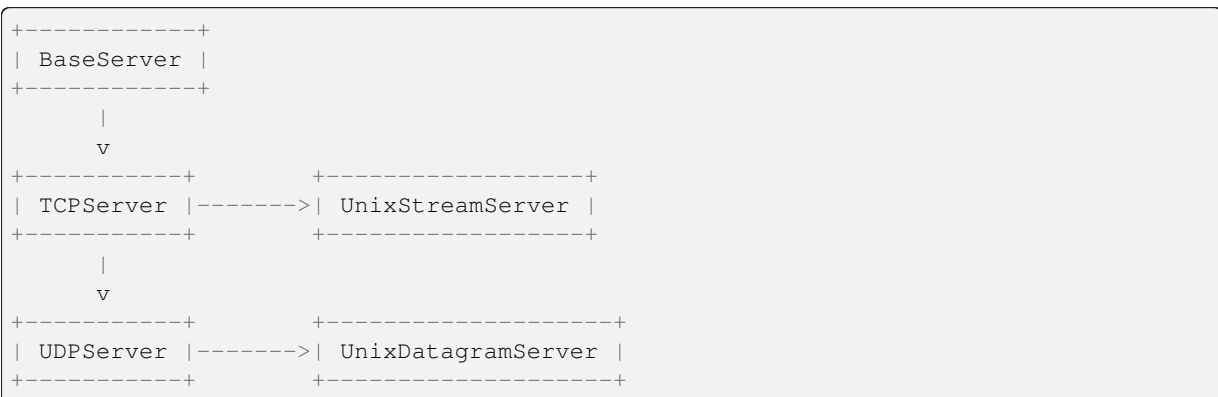 +------------+
| BaseServer |
+------------+
      |
      v
+-----------+        +------------------+
| TCPServer |------->| UnixStreamServer |
+-----------+        +------------------+
      |
      v
+-----------+        +--------------------+
| UDPServer |------->| UnixDatagramServer |
+-----------+        +--------------------+